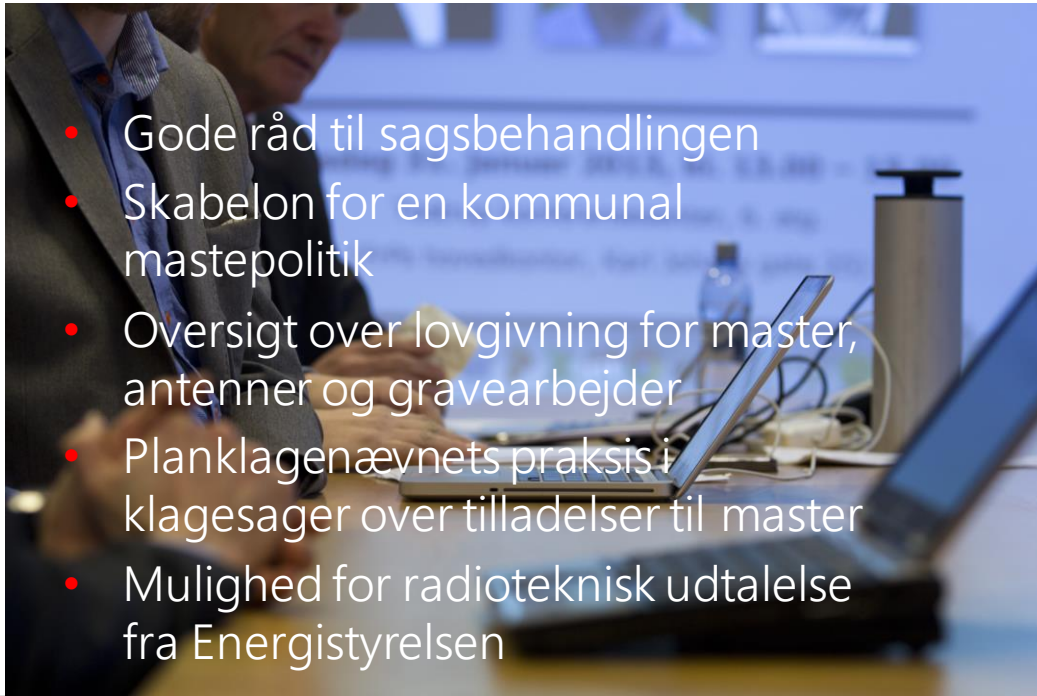 • Gode råd til sagsbehandlingen
• Skabelon for en kommunal
mastepolitik
• Oversigt over lovgivning for master,
antenner og gravearbejder
• Planklagenævnets praksis i
klagesager over tilladelser til master
• Mulighed for radioteknisk udtalelse
fra Energistyrelsen